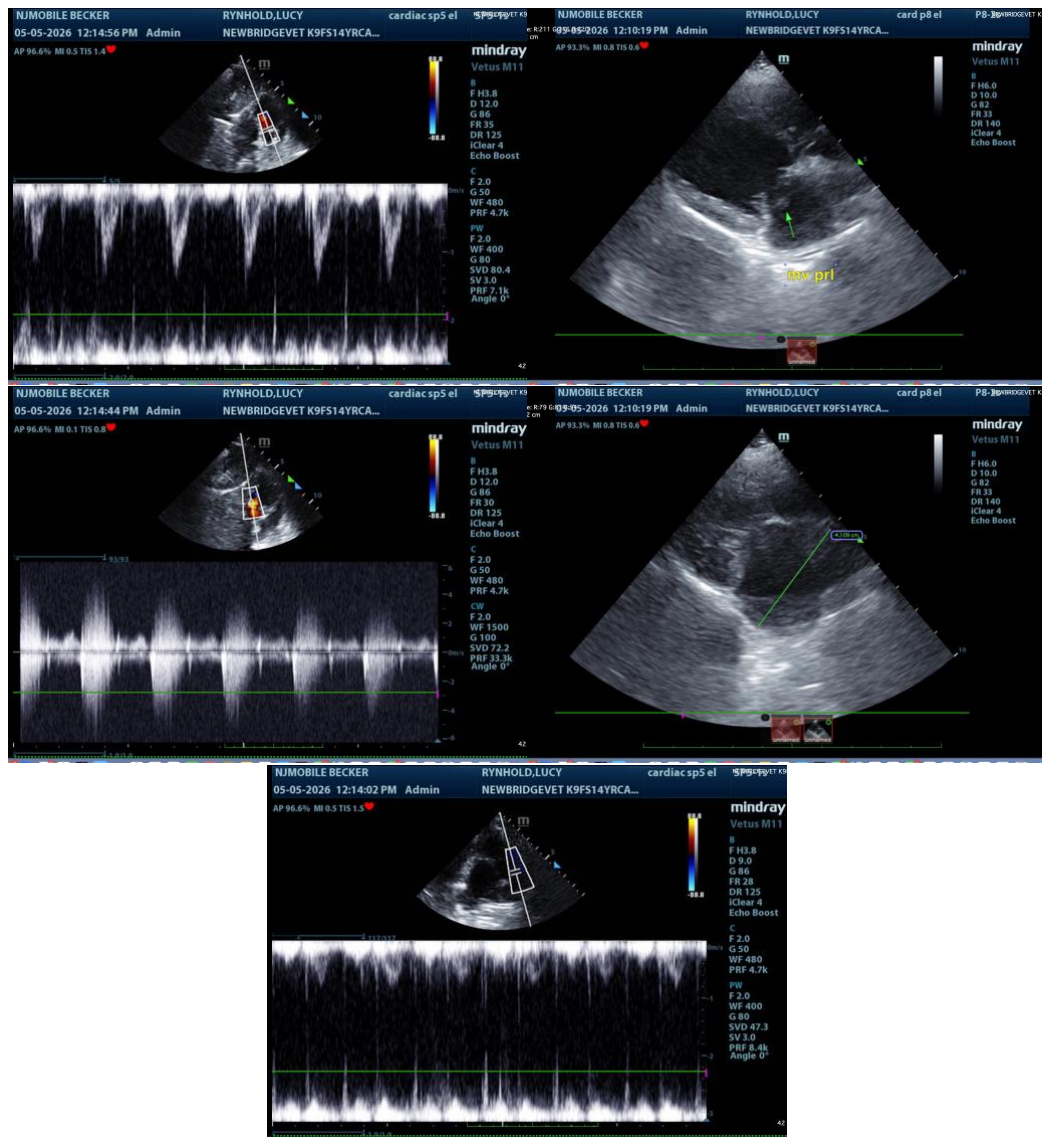 NJMOBILE BECKER RYNHOLD,LUCY cardiac sp5 el
05-05-2026 12:14:56 PM Admin NEWBRIDGEVET K9FS14YRCA...
AP 96.6% MI 0.5 TIS 1.4
mindray
Vetus M11
B
F H3.8
D 12.0
G 86
FR 35
DR 125
iClear 4
Echo Boost
C
F 2.0
G 50
WF 480
PRF 4.7k
PW
F 2.0
WF 400
G 80
SVD 80.4
SV 3.0
PRF 7.1k
Angle 0°
NJMOBILE BECKER RYNHOLD,LUCY card p8 el
12:10:19 PM Admin NEWBRIDGEVET K9FS14YRCA...
AP 93.3% MI 0.8 TIS 0.6
m
mindray
Vetus M11
B
F H6.0
D 10.0
G 82
FR 33
DR 140
iClear 4
Echo Boost
mv prl
NJMOBILE BECKER RYNHOLD,LUCY cardiac sp5 el
05-05-2026 12:14:44 PM Admin NEWBRIDGEVET K9FS14YRCA...
AP 96.6% MI 0.1 TIS 0.8
m
mindray
Vetus M11
B
F H3.8
D 12.0
G 86
FR 30
DR 125
iClear 4
Echo Boost
C
F 2.0
G 50
WF 480
PRF 4.7k
CW
F 2.0
WF 1500
G 100
SVD 72.2
PRF 33.3k
Angle 0°
NJMOBILE BECKER RYNHOLD,LUCY card p8 el
12:10:19 PM Admin NEWBRIDGEVET K9FS14YRCA...
AP 93.3% MI 0.8 TIS 0.6
m
mindray
Vetus M11
B
F H6.0
D 10.0
G 82
FR 33
DR 140
iClear 4
Echo Boost
4.109 cm
NJMOBILE BECKER RYNHOLD,LUCY cardiac sp5 el
05-05-2026 12:14:02 PM Admin NEWBRIDGEVET K9FS14YRCA...
AP 96.6% MI 0.5 TIS 1.5
m
mindray
Vetus M11
B
F H3.8
D 9.0
G 86
FR 28
DR 125
iClear 4
Echo Boost
C
F 2.0
G 50
WF 480
PRF 4.7k
PW
F 2.0
WF 400
G 80
SVD 47.3
SV 3.0
PRF 8.4k
Angle 0°